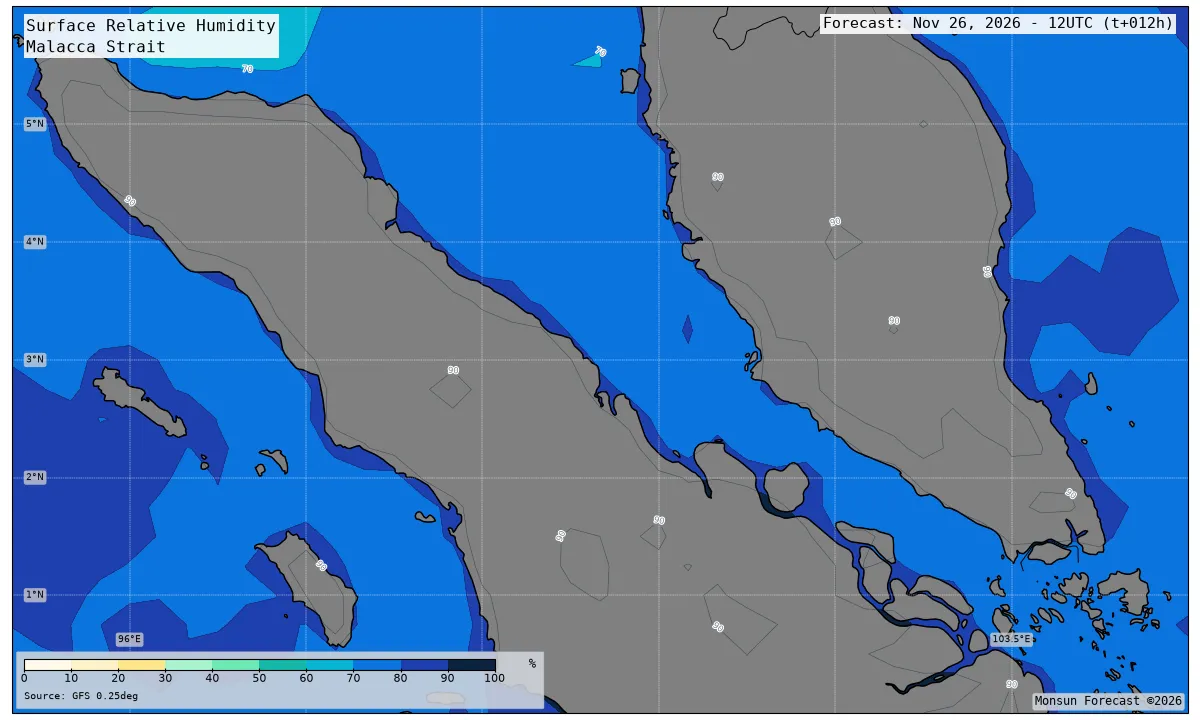 Surface Relative Humidity
Malacca Strait
Forecast: Nov 26, 2026 - 12UTC (t+012h)
70
70
5°N
90
90
90
4°N
90
90
3°N
90
2°N
90
90
90
90
1°N
90
96°E
103.5°E
%
0 10 20 30 40 50 60 70 80 90 100
90
Source: GFS 0.25deg
Monsun Forecast ©2026